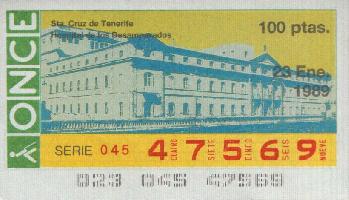 ONCE
Sta. Cruz de Tenerife
Hospital de los Desamparados
100 ptas.
23 Ene.
1989
SERIE 045
4 7 5 6 9
CUATRO SIETE CINCO SEIS NUEVE
023 045 47569